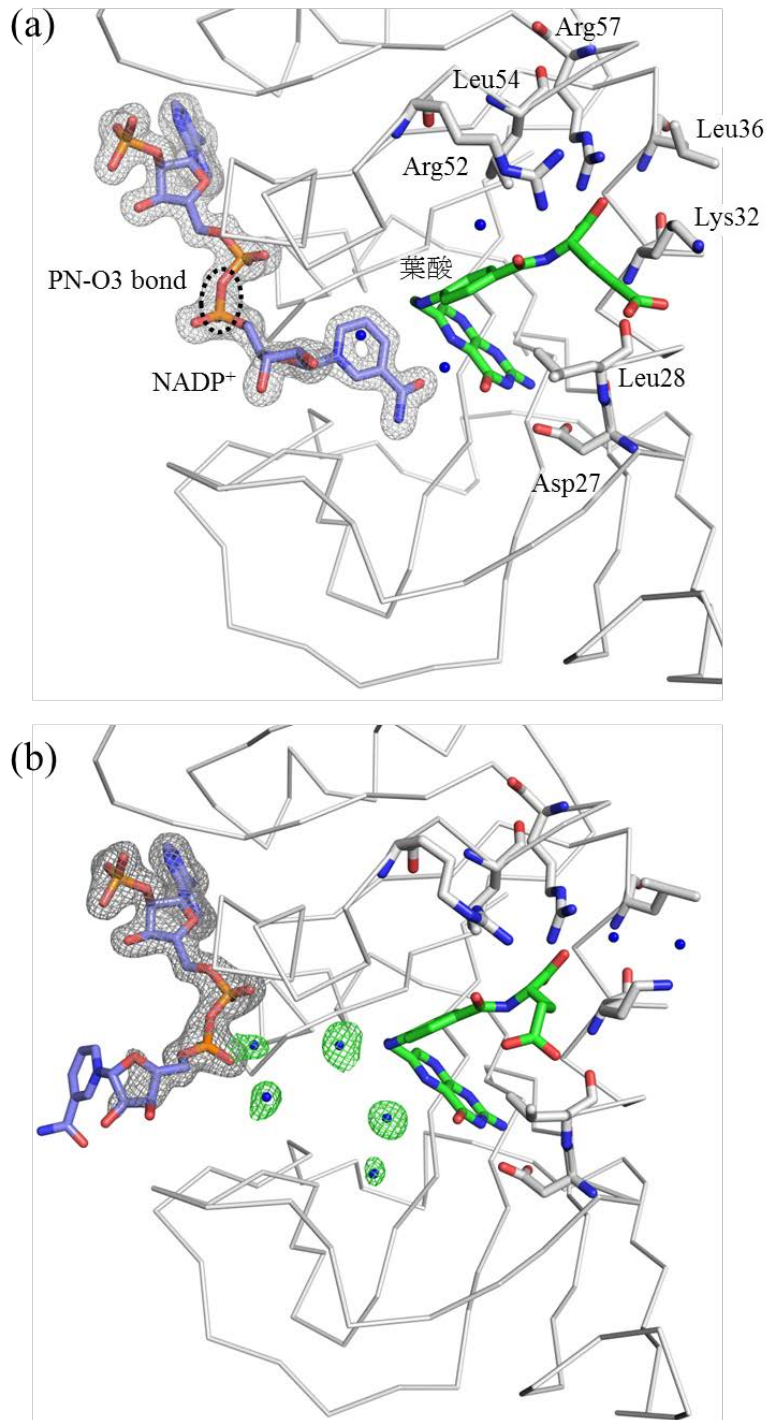 (a)
Arg57
Leu54
Leu36
Arg52
Lys32
葉酸
PN-O3 bond
NADP+
Leu28
Asp27
(b)